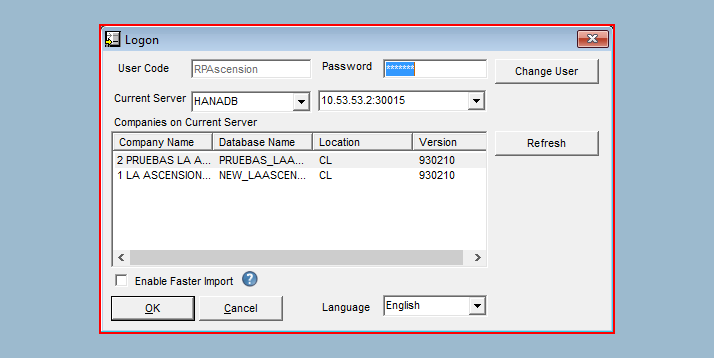 Logon
User Code RPAscension Password ******* Change User
Current Server HANADB 10.53.53.2:30015
Companies on Current Server
Company Name Database Name Location Version Refresh
2 PRUEBAS LA A... PRUEBAS_LAA... CL 930210
1 LA ASCENSION... NEW_LAASCEN... CL 930210
Enable Faster Import ?
OK Cancel Language English